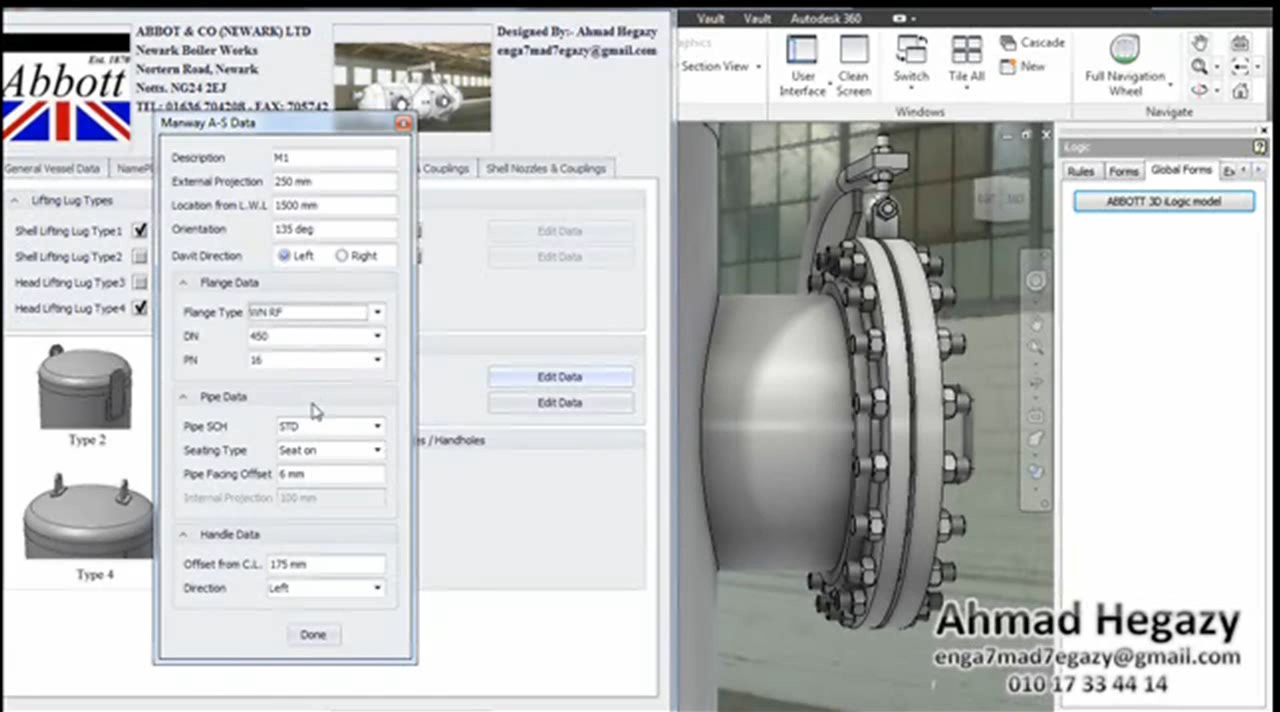 ABBOT & CO (NEWARK) LTD
Newark Boiler Works
Nortern Road, Newark
Notts. NG24 2EJ
TEL: 01636 704208 - FAX: 705742
Est. 1870
Abbott
Designed By:- Ahmad Hegazy
enga7mad7egazy@gmail.com
General Vessel Data
& Couplings
Shell Nozzles & Couplings
Lifting Lug Types
Shell Lifting Lug Type1
Shell Lifting Lug Type2
Head Lifting Lug Type3
Head Lifting Lug Type4
Type 2
Type 4
Edit Data
Edit Data
Edit Data
Edit Data
/ Handholes
Manway A-S Data
Description M1
External Projection 250 mm
Location from L.W.L 1500 mm
Orientation 135 deg
Davit Direction Left Right
Flange Data
Flange Type WN RF
DN 450
PN 16
Pipe Data
Pipe SCH STD
Seating Type Seat on
Pipe Facing Offset 6 mm
Internal Projection 100 mm
Handle Data
Offset from C.L. 175 mm
Direction Left
Done
Vault Vault Autodesk 360
Section View
User Interface
Clean Screen
Switch
Tile All
Cascade
New
Windows
Full Navigation Wheel
Navigate
iLogic
Rules Forms Global Forms Ex
ABBOTT 3D iLogic model
Ahmad Hegazy
enga7mad7egazy@gmail.com
010 17 33 44 14